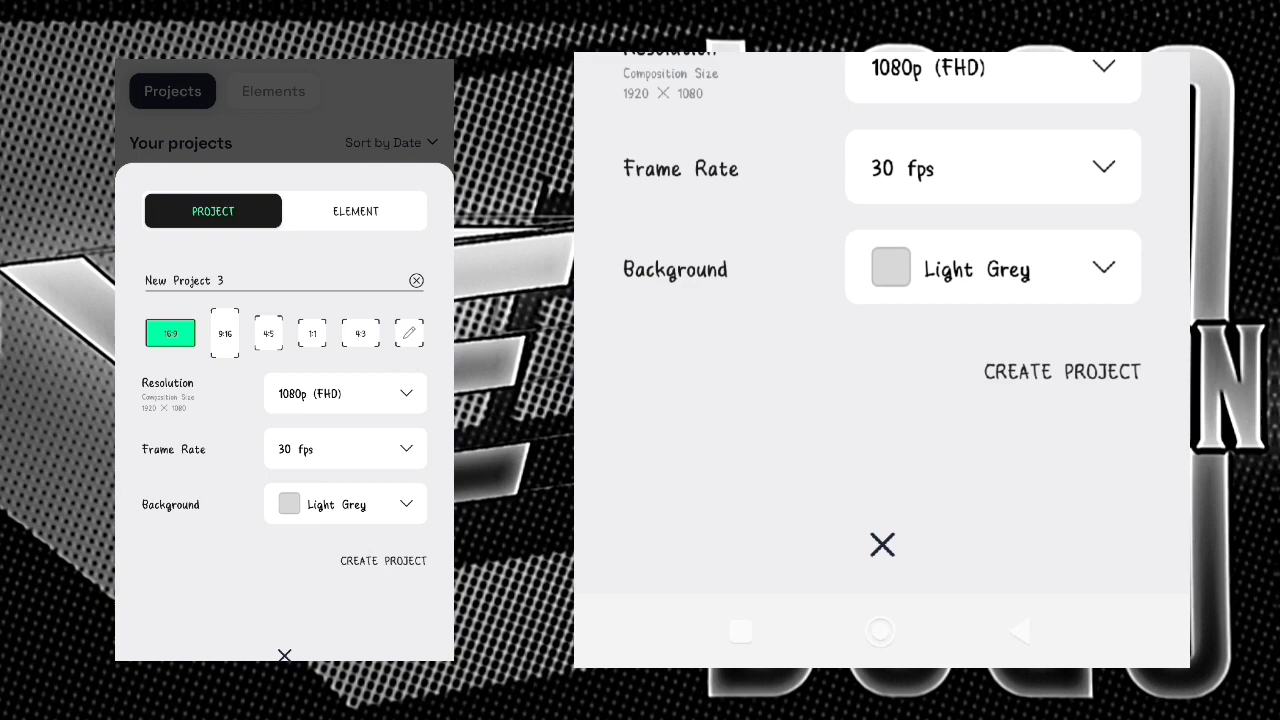 Projects
Elements
Your projects
Sort by Date
PROJECT
ELEMENT
New Project 3
16:9
9:16
4:5
1:1
4:3
Resolution
Composition Size
1920 X 1080
1080p (FHD)
Frame Rate
30 fps
Background
Light Grey
CREATE PROJECT
Resolution
Composition Size
1920 X 1080
1080p (FHD)
Frame Rate
30 fps
Background
Light Grey
CREATE PROJECT
N